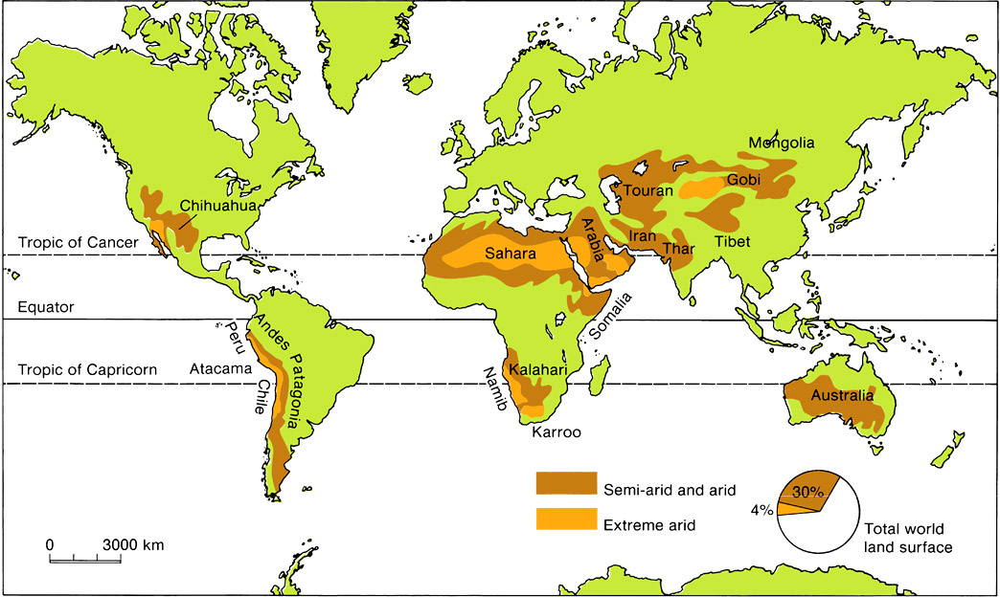 Mongolia
Gobi
Touran
Chihuahua
Arabia
Iran
Thar
Tibet
Tropic of Cancer
Sahara
Somalia
Equator
Andes
Peru
Atacama
Patagonia
Chile
Tropic of Capricorn
Kalahari
Namib
Australia
Karroo
Semi-arid and arid
Extreme arid
30%
4%
Total world
land surface
0 3000 km